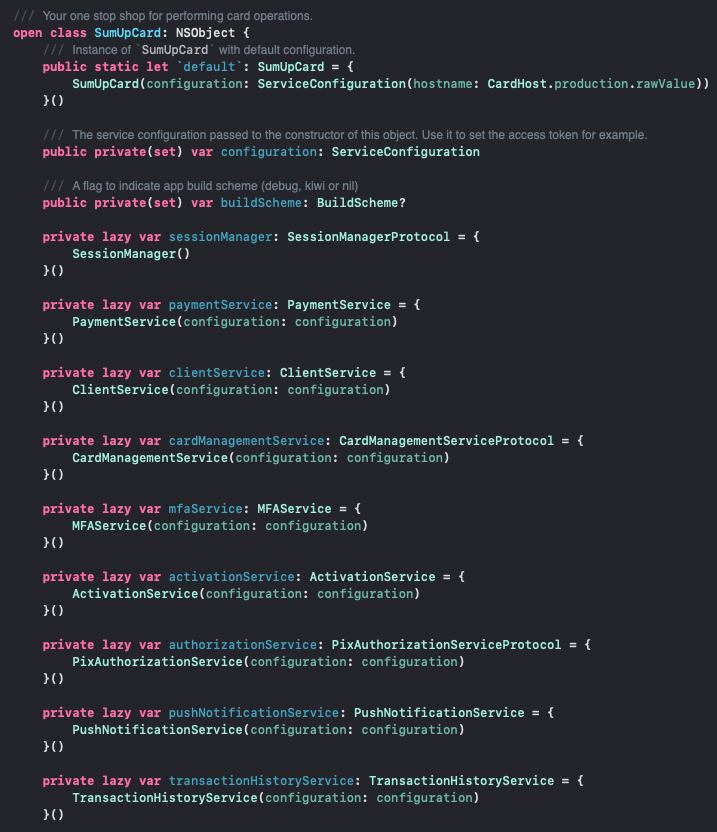 /// Your one stop shop for performing card operations.
open class SumUpCard: NSObject {
/// Instance of `SumUpCard` with default configuration.
public static let `default`: SumUpCard = {
SumUpCard(configuration: ServiceConfiguration(hostname: CardHost.production.rawValue))
}()
/// The service configuration passed to the constructor of this object. Use it to set the access token for example.
public private(set) var configuration: ServiceConfiguration
/// A flag to indicate app build scheme (debug, kiwi or nil)
public private(set) var buildScheme: BuildScheme?
private lazy var sessionManager: SessionManagerProtocol = {
SessionManager()
}()
private lazy var paymentService: PaymentService = {
PaymentService(configuration: configuration)
}()
private lazy var clientService: ClientService = {
ClientService(configuration: configuration)
}()
private lazy var cardManagementService: CardManagementServiceProtocol = {
CardManagementService(configuration: configuration)
}()
private lazy var mfaService: MFAService = {
MFAService(configuration: configuration)
}()
private lazy var activationService: ActivationService = {
ActivationService(configuration: configuration)
}()
private lazy var authorizationService: PixAuthorizationServiceProtocol = {
PixAuthorizationService(configuration: configuration)
}()
private lazy var pushNotificationService: PushNotificationService = {
PushNotificationService(configuration: configuration)
}()
private lazy var transactionHistoryService: TransactionHistoryService = {
TransactionHistoryService(configuration: configuration)
}()